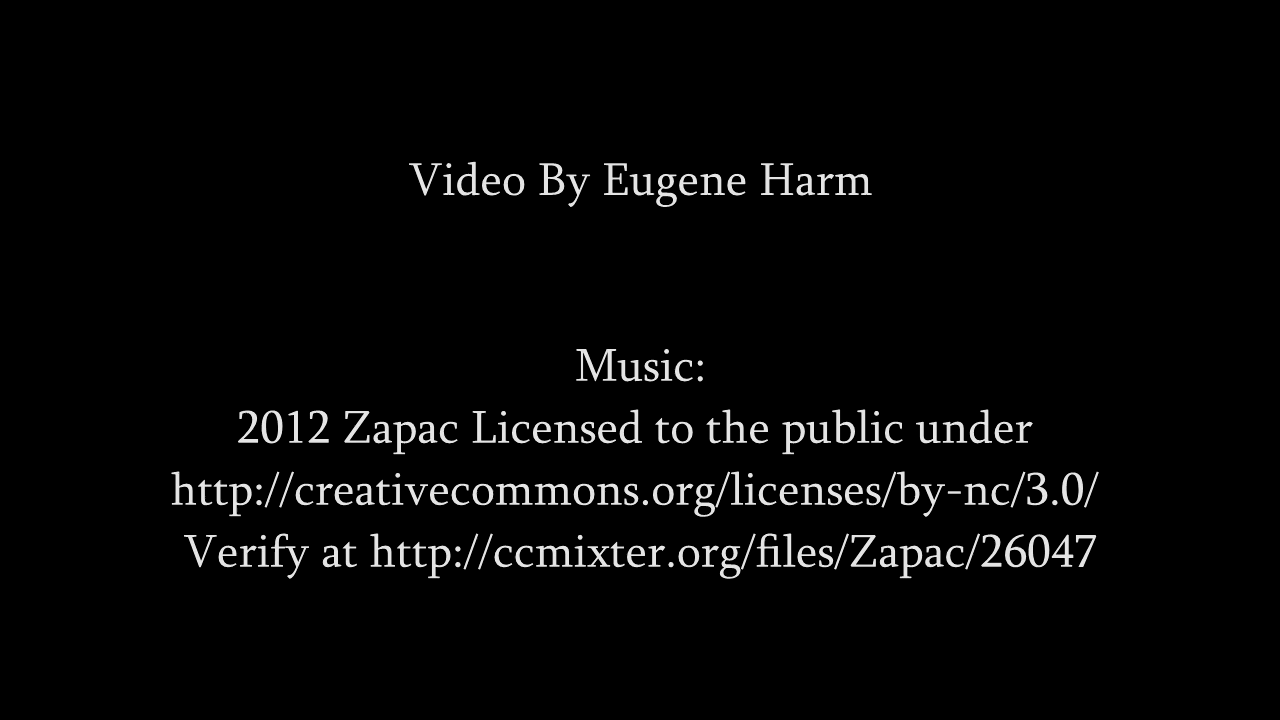 Video By Eugene Harm
Music:
2012 Zapac Licensed to the public under
http://creativecommons.org/licenses/by-nc/3.0/
Verify at http://ccmixter.org/files/Zapac/26047